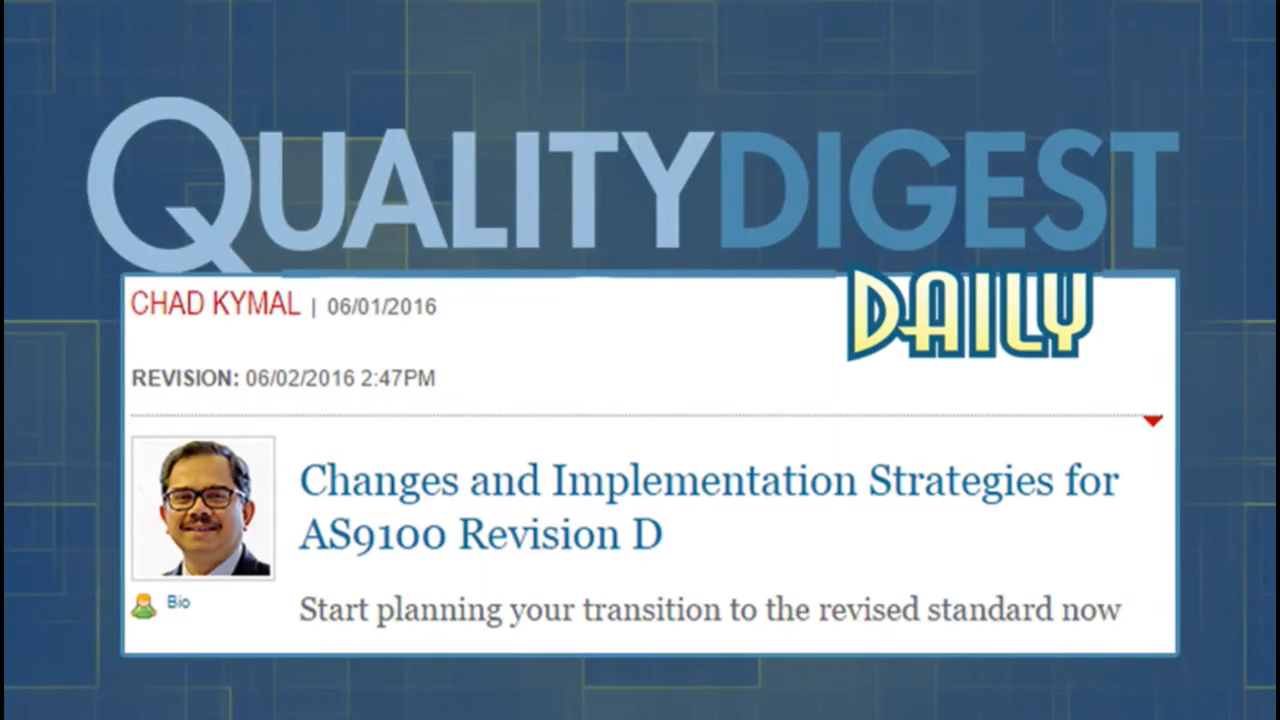 QUALITYDIGEST
DAILY
CHAD KYMAL | 06/01/2016
REVISION: 06/02/2016 2:47PM
Changes and Implementation Strategies for
AS9100 Revision D
Bio
Start planning your transition to the revised standard now